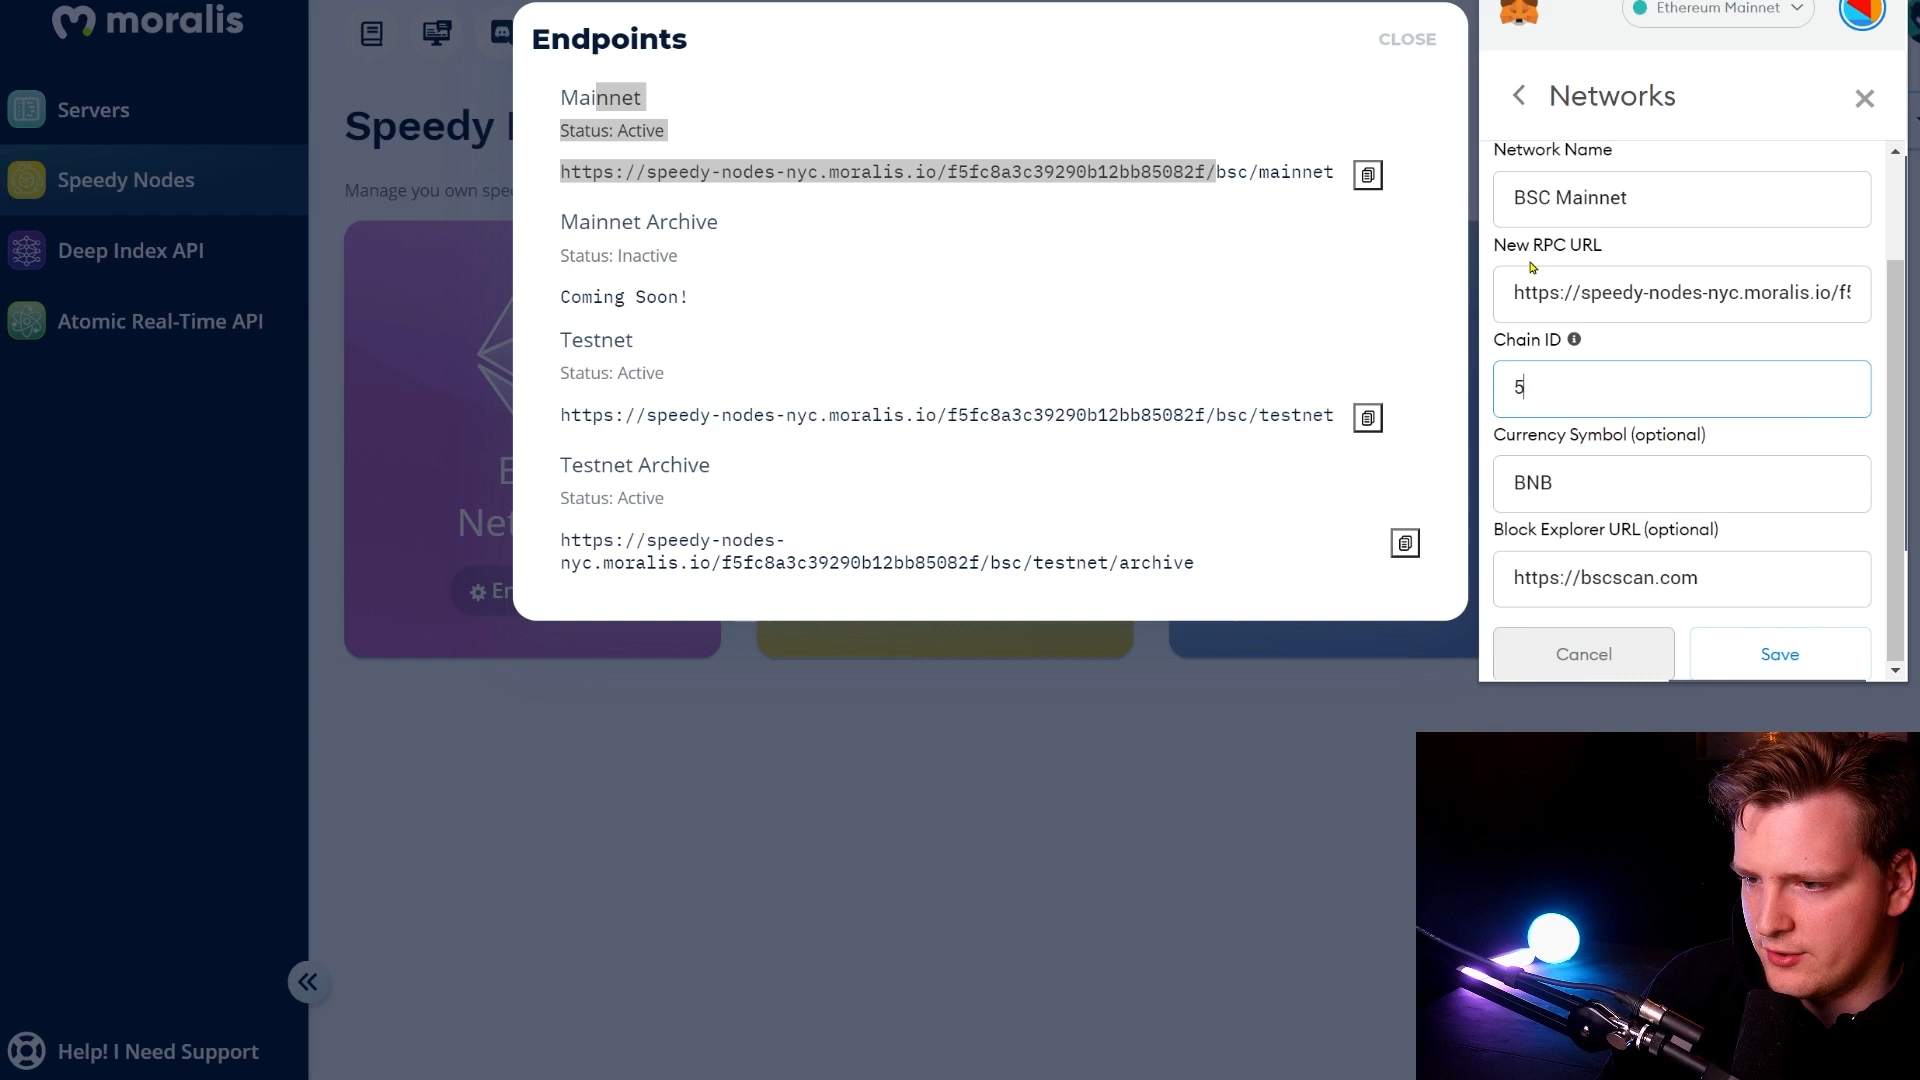 moralis
Servers
Speedy Nodes
Deep Index API
Atomic Real-Time API
Help! I Need Support
Speedy
Manage you own spe
Endpoints
CLOSE
Mainnet
Status: Active
https://speedy-nodes-nyc.moralis.io/f5fc8a3c39290b12bb85082f/bsc/mainnet
Mainnet Archive
Status: Inactive
Coming Soon!
Testnet
Status: Active
https://speedy-nodes-nyc.moralis.io/f5fc8a3c39290b12bb85082f/bsc/testnet
Testnet Archive
Status: Active
https://speedy-nodes-
nyc.moralis.io/f5fc8a3c39290b12bb85082f/bsc/testnet/archive
Ethereum Mainnet
Networks
Network Name
BSC Mainnet
New RPC URL
https://speedy-nodes-nyc.moralis.io/f5
Chain ID
5
Currency Symbol (optional)
BNB
Block Explorer URL (optional)
https://bscscan.com
Cancel
Save